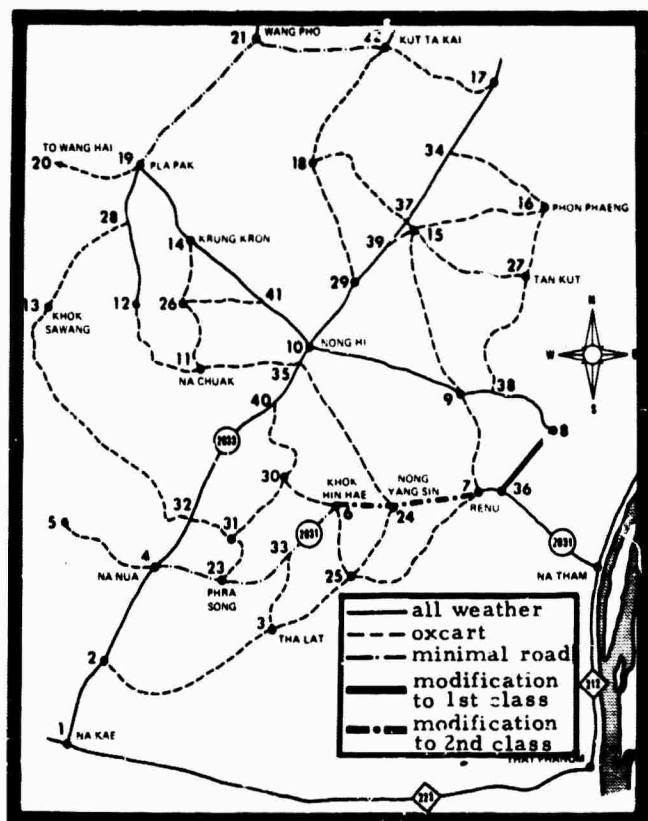 21
WANG PHO
42
KUT TA KAI
17
TO WANG HAI
20
19
PLA PAK
18
34
28
14
KRUNG KRON
37
16
PHON PHAENG
15
39
13
KHOK
SAWANG
12
26
41
29
27
TAN KUT
10
NONG HI
11
NA CHUAK
35
N
W
E
S
40
9
38
8
2033
30
KHOK
HIN HAE
6
NONG
YANG SIN
24
7
RENU
36
5
32
31
33
2031
2031
4
NA NUA
23
PHRA
SONG
25
NA THAM
3
THA LAT
2
1
NA KAE
all weather
oxcart
minimal road
modification
to 1st class
modification
to 2nd class
212
THAT PHANOM
223